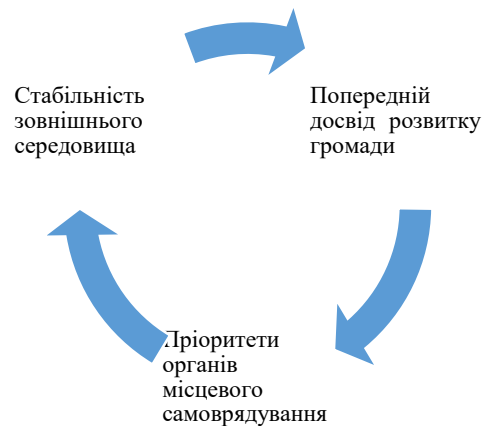 Стабільність
зовнішнього
середовища
Попередній
досвід розвитку
громади
Пріоритети
органів
місцевого
самоврядування